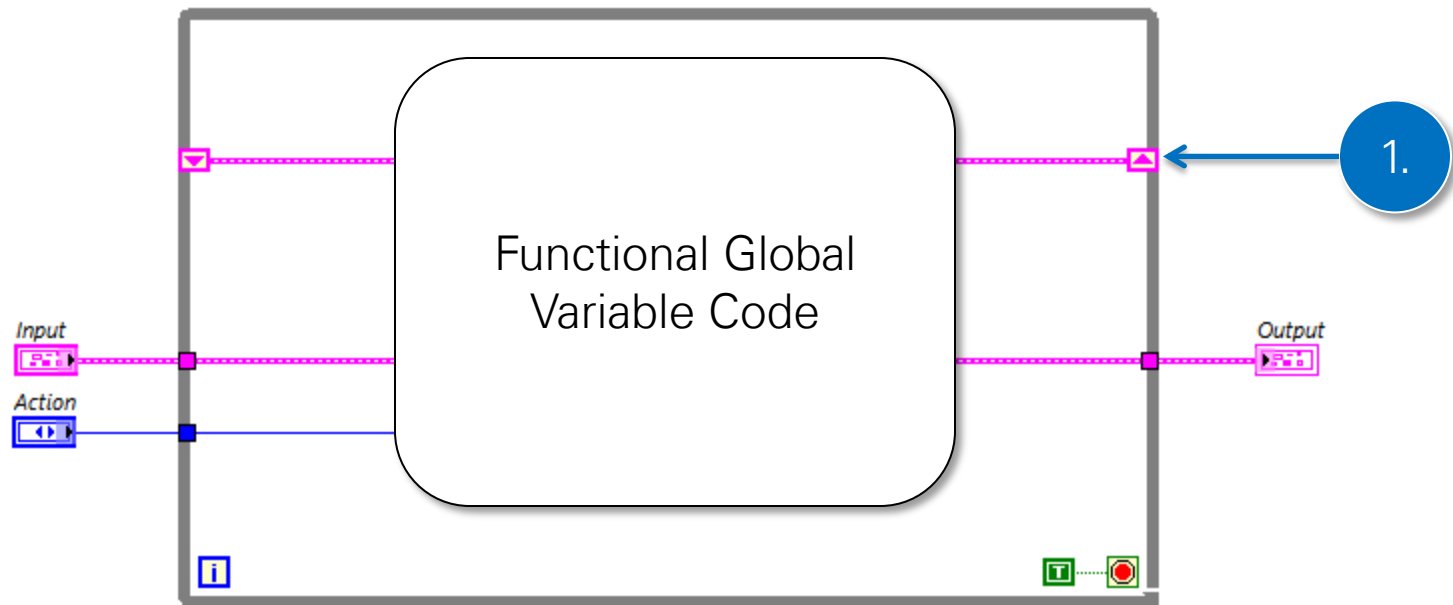 1.
Functional Global
Variable Code
Input
Output
Action
i
T